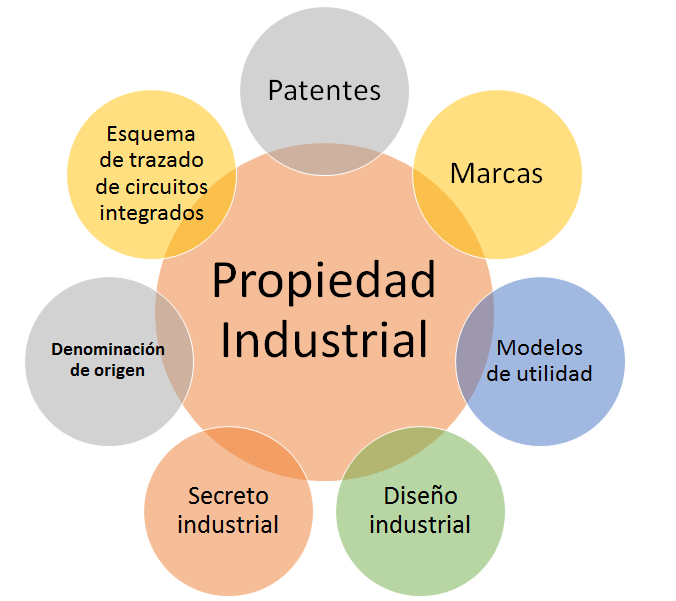 Patentes
Marcas
Modelos
de utilidad
Diseño
industrial
Secreto
industrial
Denominación
de origen
Esquema
de trazado
de circuitos
integrados
Propiedad
Industrial